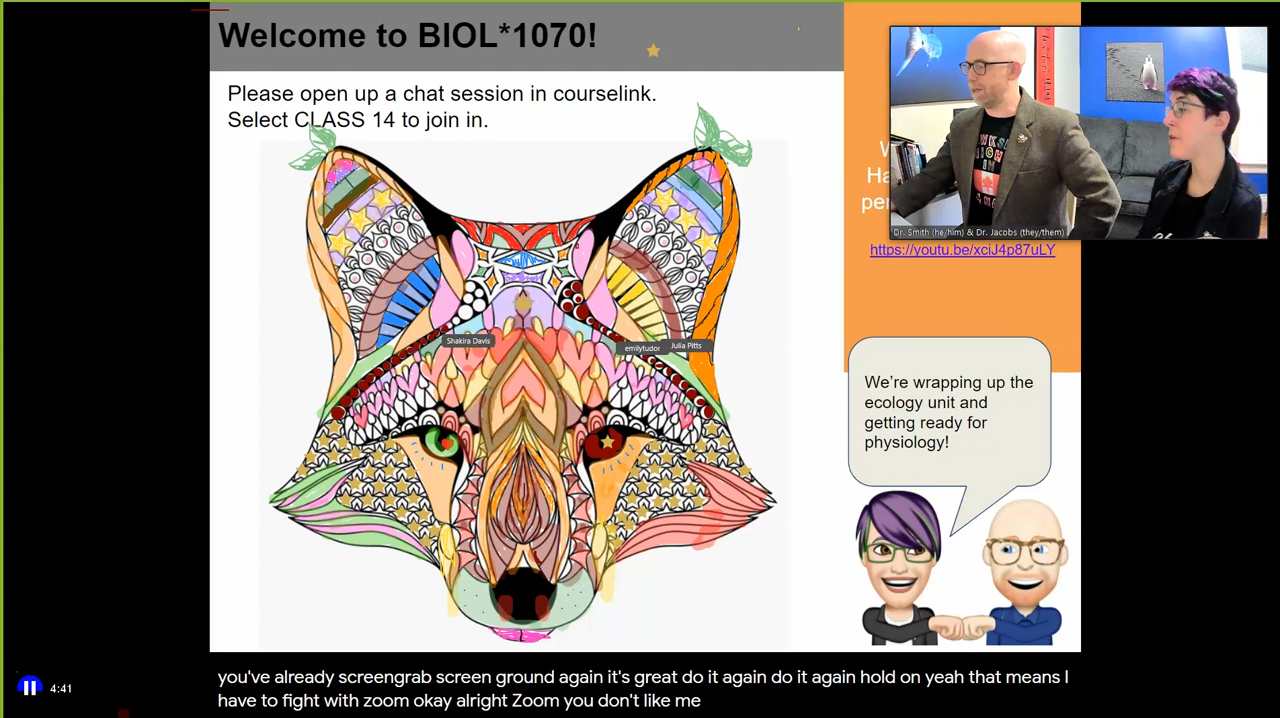 Welcome to BIOL*1070!
Please open up a chat session in courselink.
Select CLASS 14 to join in.
Dr. Smith (he/him) & Dr. Jacobs (they/them)
https://youtu.be/xciJ4p87uLY
Shakira Davis
emilytudor
Julia Pitts
We're wrapping up the
ecology unit and
getting ready for
physiology!
4:41
you've already screengrab screen ground again it's great do it again do it again hold on yeah that means I
have to fight with zoom okay alright Zoom you don't like me